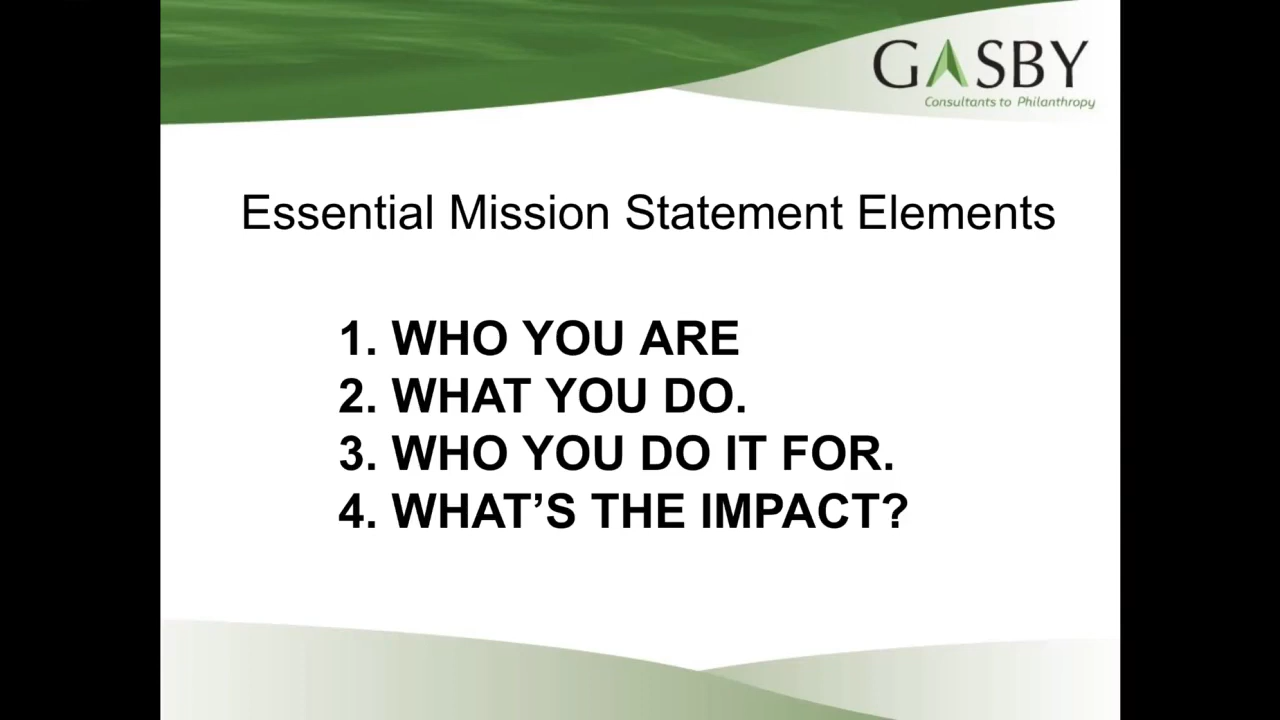 GASBY
Consultants to Philanthropy
Essential Mission Statement Elements
1. WHO YOU ARE
2. WHAT YOU DO.
3. WHO YOU DO IT FOR.
4. WHAT’S THE IMPACT?